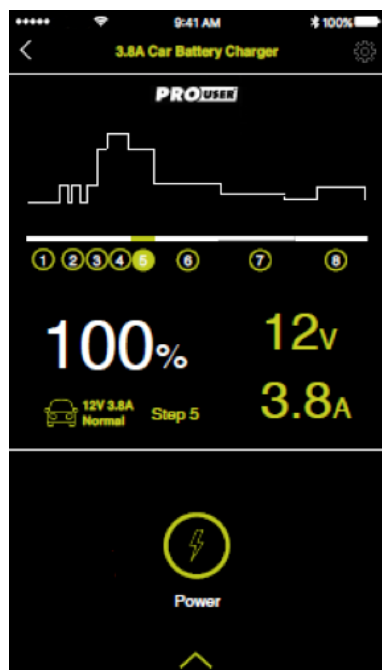 9:41 AM
100%
3.8A Car Battery Charger
PROUSER
1 2 3 4 5 6 7 8
100%
12V
12V 3.8A
Normal
Step 5
3.8A
Power